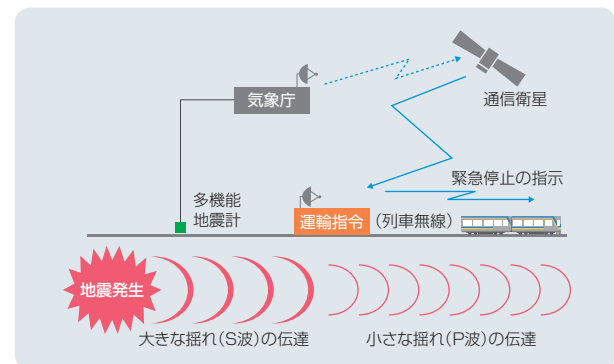 気象庁
通信衛星
緊急停止の指示
多機能
地震計
運輸指令
(列車無線)
地震発生
大きな揺れ(S波)の伝達
小さな揺れ(P波)の伝達